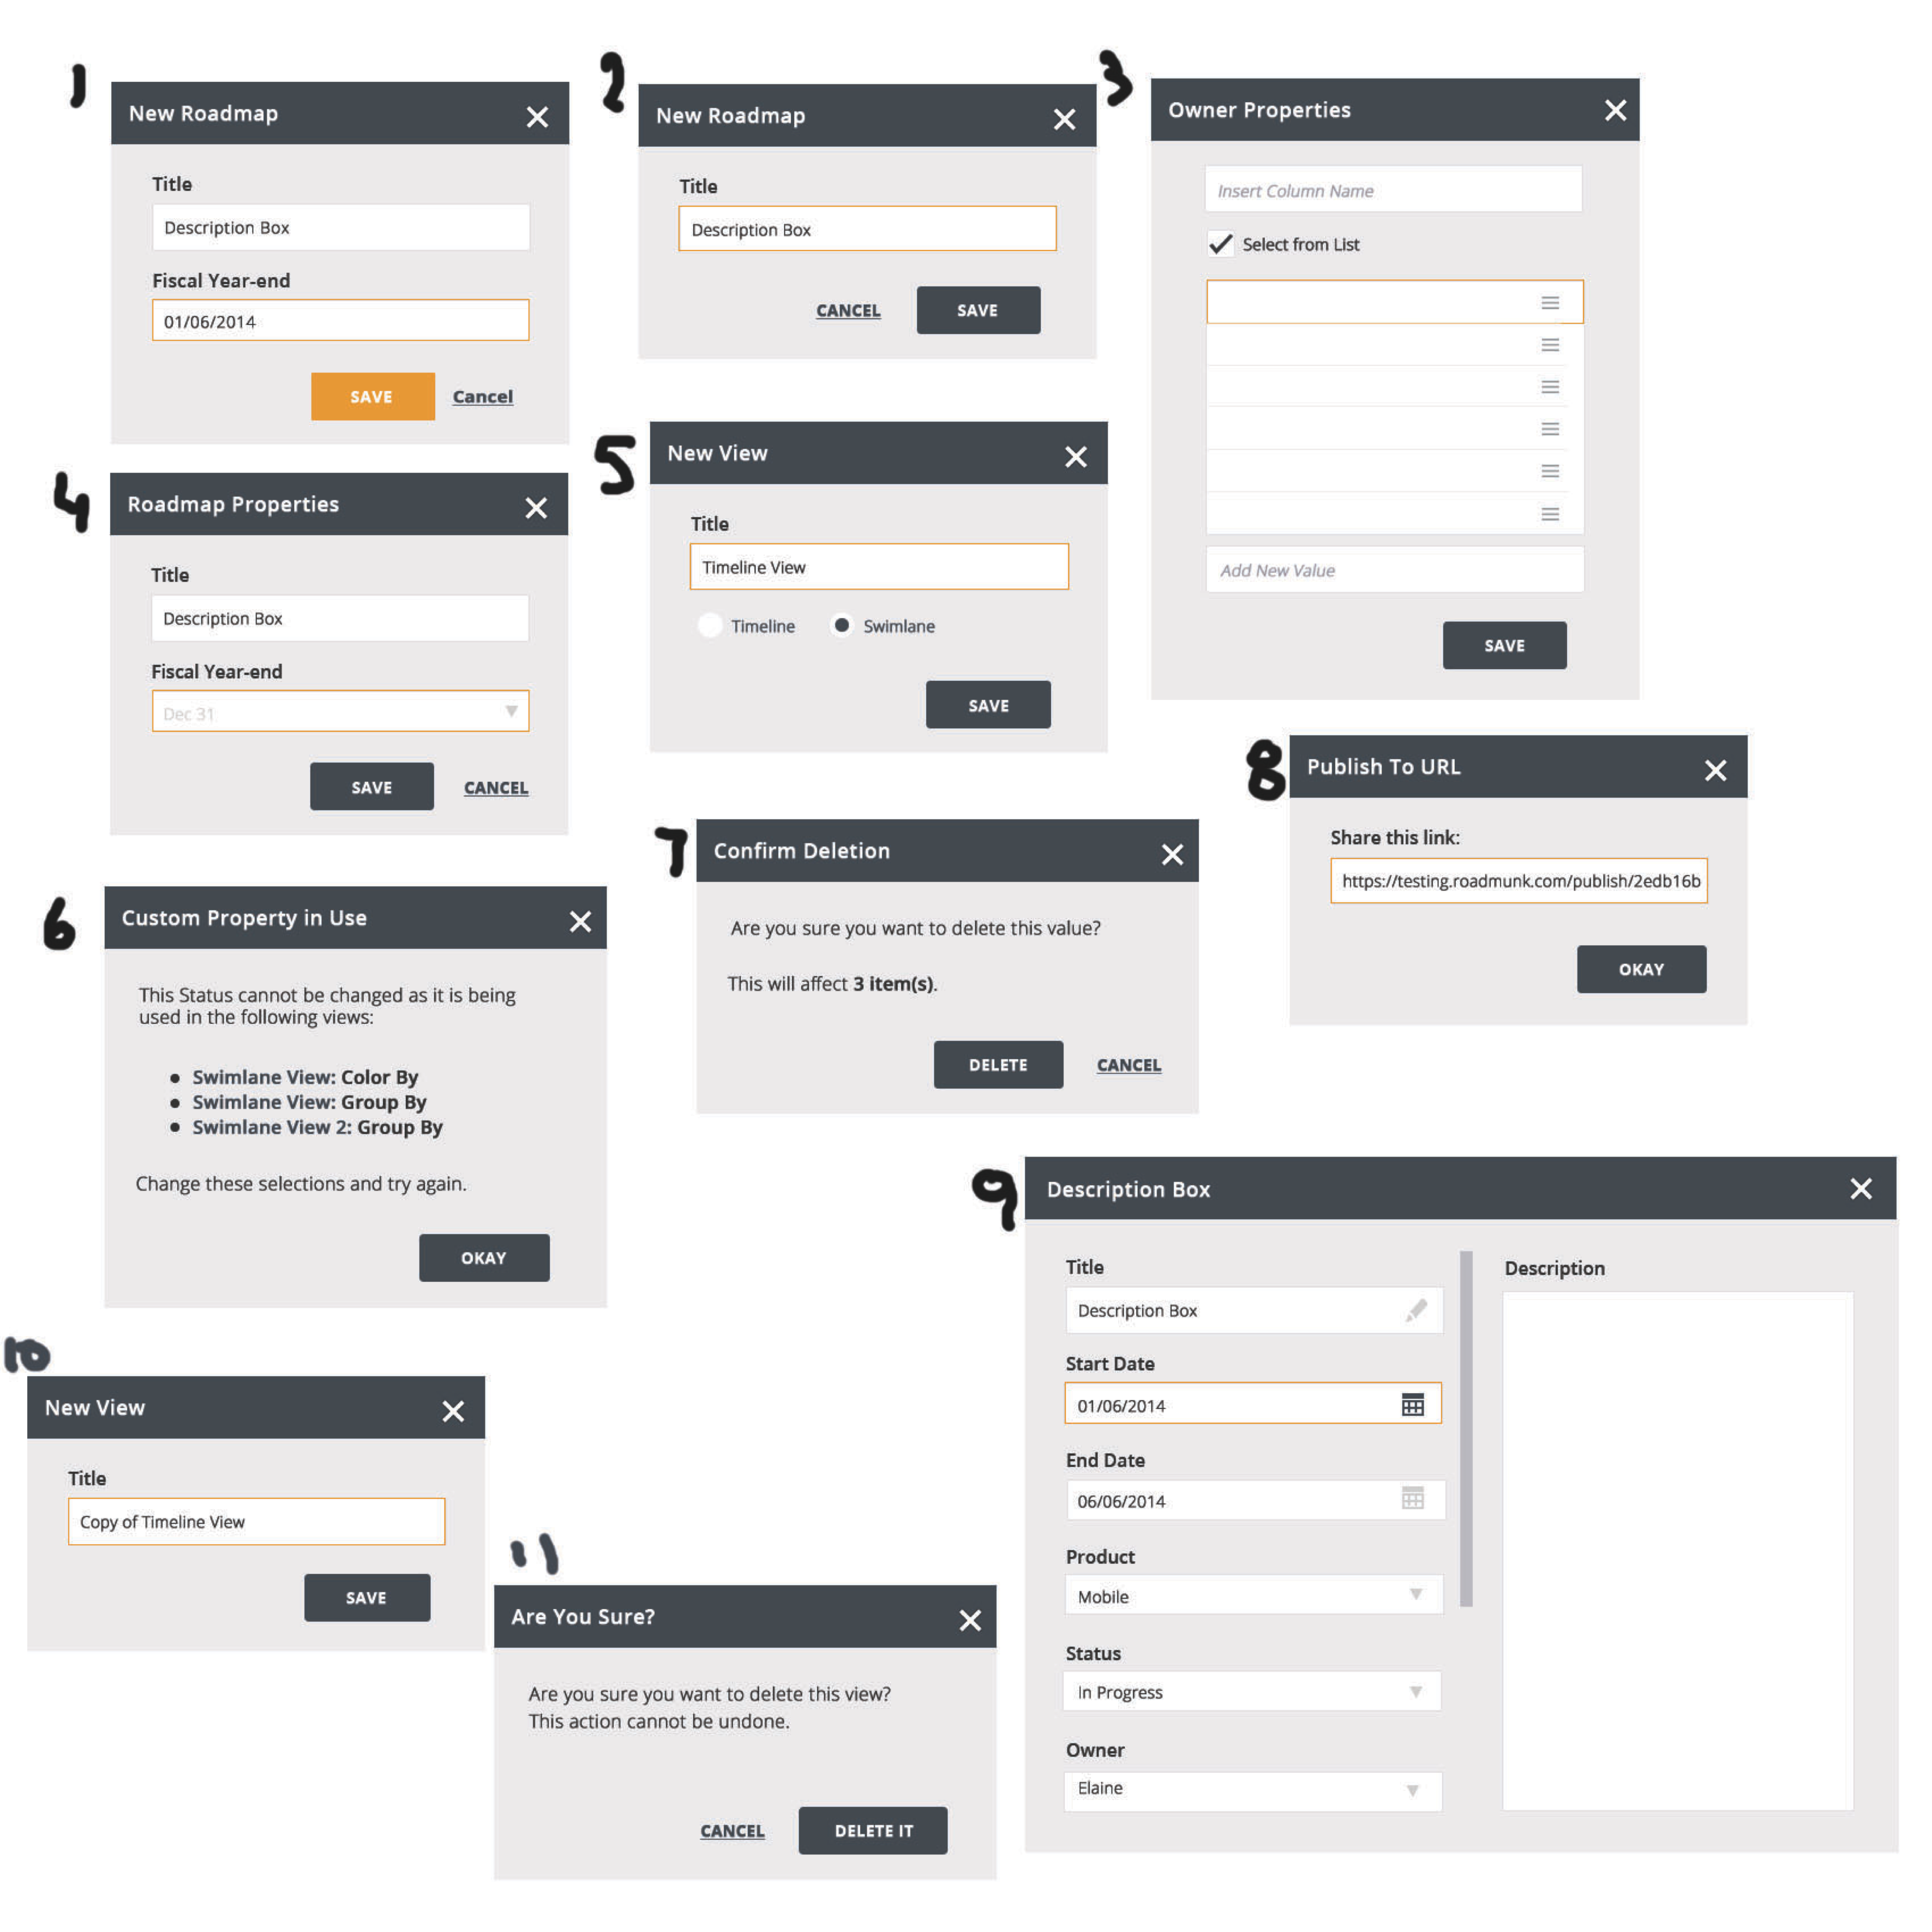 1
New Roadmap
Title
Description Box
Fiscal Year-end
01/06/2014
SAVE Cancel
2
New Roadmap
Title
Description Box
CANCEL SAVE
3
Owner Properties
Insert Column Name
Select from List
Add New Value
SAVE
4
Roadmap Properties
Title
Description Box
Fiscal Year-end
Dec 31
SAVE CANCEL
5
New View
Title
Timeline View
Timeline Swimlane
SAVE
6
Custom Property in Use
This Status cannot be changed as it is being
used in the following views:
• Swimlane View: Color By
• Swimlane View: Group By
• Swimlane View 2: Group By
Change these selections and try again.
OKAY
7
Confirm Deletion
Are you sure you want to delete this value?
This will affect 3 item(s).
DELETE CANCEL
8
Publish To URL
Share this link:
https://testing.roadmunk.com/publish/2edb16b
OKAY
9
Description Box
Title
Description Box
Start Date
01/06/2014
End Date
06/06/2014
Product
Mobile
Status
In Progress
Owner
Elaine
Description
10
New View
Title
Copy of Timeline View
SAVE
11
Are You Sure?
Are you sure you want to delete this view?
This action cannot be undone.
CANCEL DELETE IT